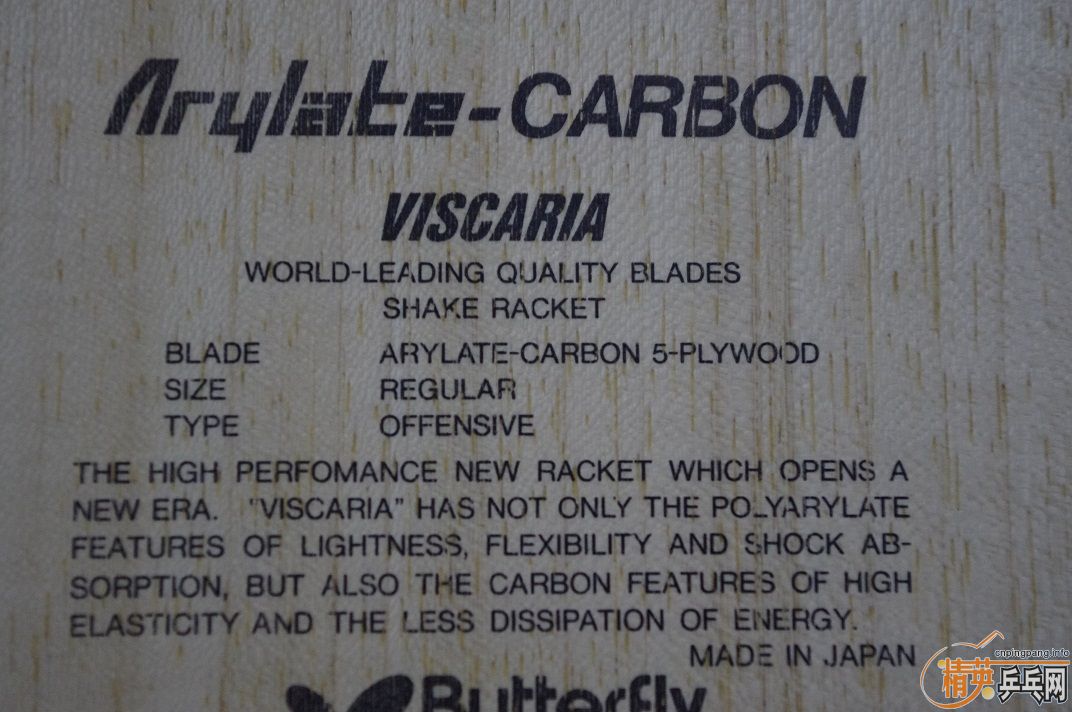 Arylate-CARBON
VISCARIA
WORLD-LEADING QUALITY BLADES
SHAKE RACKET
BLADE ARYLATE-CARBON 5-PLYWOOD
SIZE REGULAR
TYPE OFFENSIVE
THE HIGH PERFOMANCE NEW RACKET WHICH OPENS A
NEW ERA. "VISCARIA" HAS NOT ONLY THE POLYARYLATE
FEATURES OF LIGHTNESS, FLEXIBILITY AND SHOCK AB-
SORPTION, BUT ALSO THE CARBON FEATURES OF HIGH
ELASTICITY AND THE LESS DISSIPATION OF ENERGY.
MADE IN JAPAN
Butterfly
cnpingpang.info
精英乒乓网